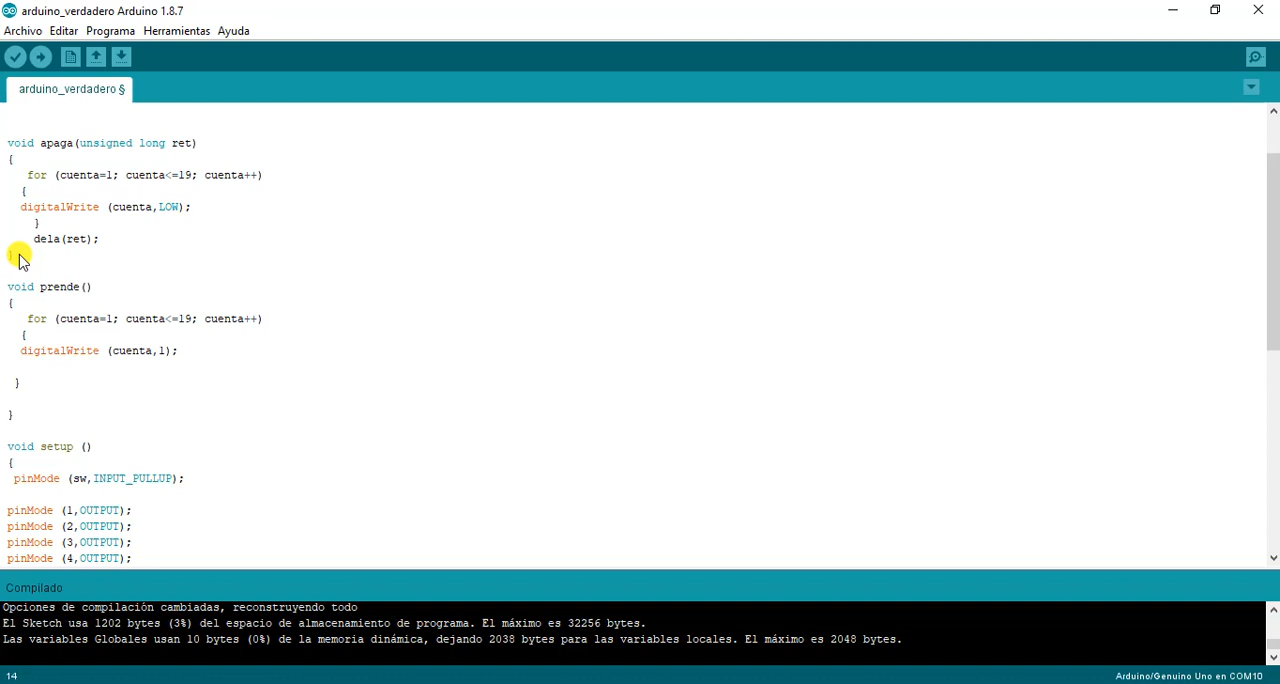 arduino_verdadero Arduino 1.8.7
Archivo Editar Programa Herramientas Ayuda
arduino_verdadero §
void apaga(unsigned long ret)
{
for (cuenta=1; cuenta<=19; cuenta++)
{
digitalWrite (cuenta,LOW);
}
dela(ret);
}
void prende()
{
for (cuenta=1; cuenta<=19; cuenta++)
{
digitalWrite (cuenta,1);
}
}
void setup ()
{
pinMode (sw,INPUT_PULLUP);
pinMode (1,OUTPUT);
pinMode (2,OUTPUT);
pinMode (3,OUTPUT);
pinMode (4,OUTPUT);
Compilado
Opciones de compilación cambiadas, reconstruyendo todo
El Sketch usa 1202 bytes (3%) del espacio de almacenamiento de programa. El máximo es 32256 bytes.
Las variables Globales usan 10 bytes (0%) de la memoria dinámica, dejando 2038 bytes para las variables locales. El máximo es 2048 bytes.
14 Arduino/Genuino Uno en COM10